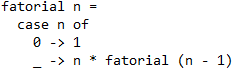 fatorial n =
  case n of
    0 -> 1
    _ -> n * fatorial (n - 1)